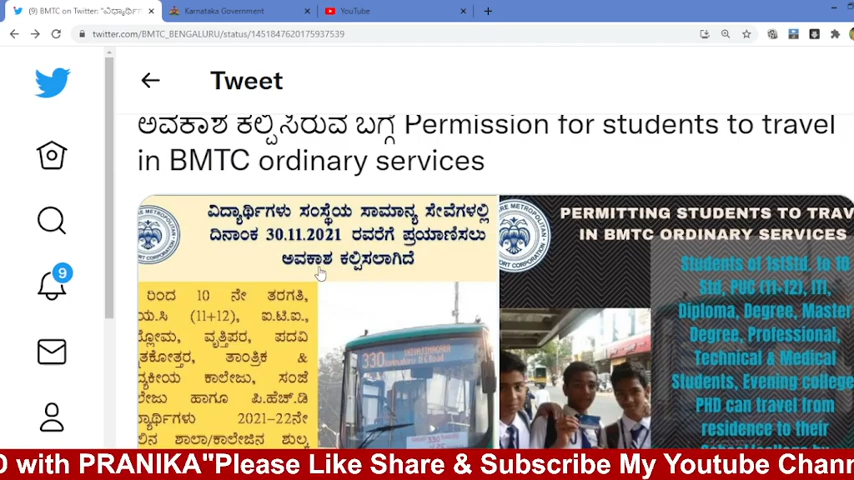 (9) BMTC on Twitter: "ವಿದ್ಯಾರ್ಥಿಗ
Karnataka Government
YouTube
twitter.com/BMTC_BENGALURU/status/1451847620175937539
Tweet
ಅವಕಾಶ ಕಲ್ಪಿಸಿರುವ ಬಗ್ಗೆ Permission for students to travel
in BMTC ordinary services
9
ವಿದ್ಯಾರ್ಥಿಗಳು ಸಂಸ್ಥೆಯ ಸಾಮಾನ್ಯ ಸೇವೆಗಳಲ್ಲಿ
ದಿನಾಂಕ 30.11.2021 ರವರೆಗೆ ಪ್ರಯಾಣಿಸಲು
ಅವಕಾಶ ಕಲ್ಪಿಸಲಾಗಿದೆ
ರಿಂದ 10 ನೇ ತರಗತಿ,
ಯ.ಸಿ (11+12), ಐ.ಟಿ.ಐ.,
ಪ್ಲೋಮ, ವೃತ್ತಿಪರ, ಪದವಿ
ತಕೋತ್ತರ, ತಾಂತ್ರಿಕ &
ದ್ಯಕೀಯ ಕಾಲೇಜು, ಸಂಜೆ
ಲೇಜು ಹಾಗೂ ಪಿ.ಹೆಚ್.ಡಿ
ದ್ಯಾರ್ಥಿಗಳು 2021-22ನೇ
ಲಿನ ಶಾಲಾ/ಕಾಲೇಜಿನ ಶುಲ್ಕ
330
PERMITTING STUDENTS TO TRAV
IN BMTC ORDINARY SERVICES
Students of 1stStd. to 10
Std, PUC (11-12), ITI,
Diploma, Degree, Master
Degree, Professional,
Technical & Medical
Students, Evening college
PHD can travel from
residence to their
School/college by
D with PRANIKA"Please Like Share & Subscribe My Youtube Chann